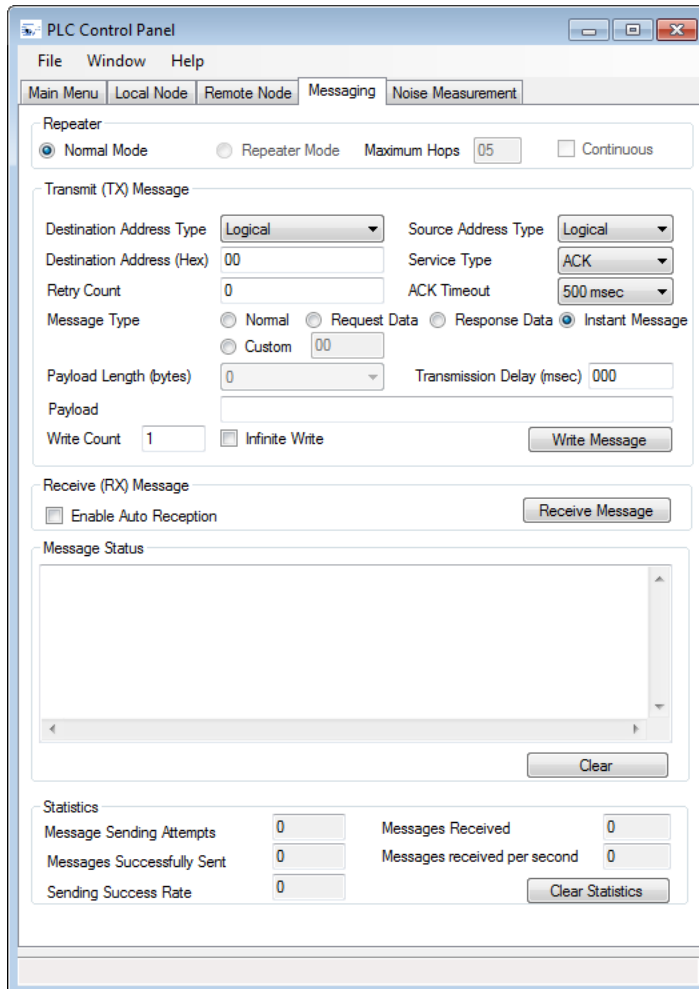 PLC Control Panel
File Window Help
Main Menu Local Node Remote Node Messaging Noise Measurement
Repeater
Normal Mode Repeater Mode Maximum Hops 05 Continuous
Transmit (TX) Message
Destination Address Type Logical Source Address Type Logical
Destination Address (Hex) 00 Service Type ACK
Retry Count 0 ACK Timeout 500 msec
Message Type Normal Request Data Response Data Instant Message
Custom 00
Payload Length (bytes) 0 Transmission Delay (msec) 000
Payload
Write Count 1 Infinite Write Write Message
Receive (RX) Message
Enable Auto Reception Receive Message
Message Status
Clear
Statistics
Message Sending Attempts 0 Messages Received 0
Messages Successfully Sent 0 Messages received per second 0
Sending Success Rate 0 Clear Statistics